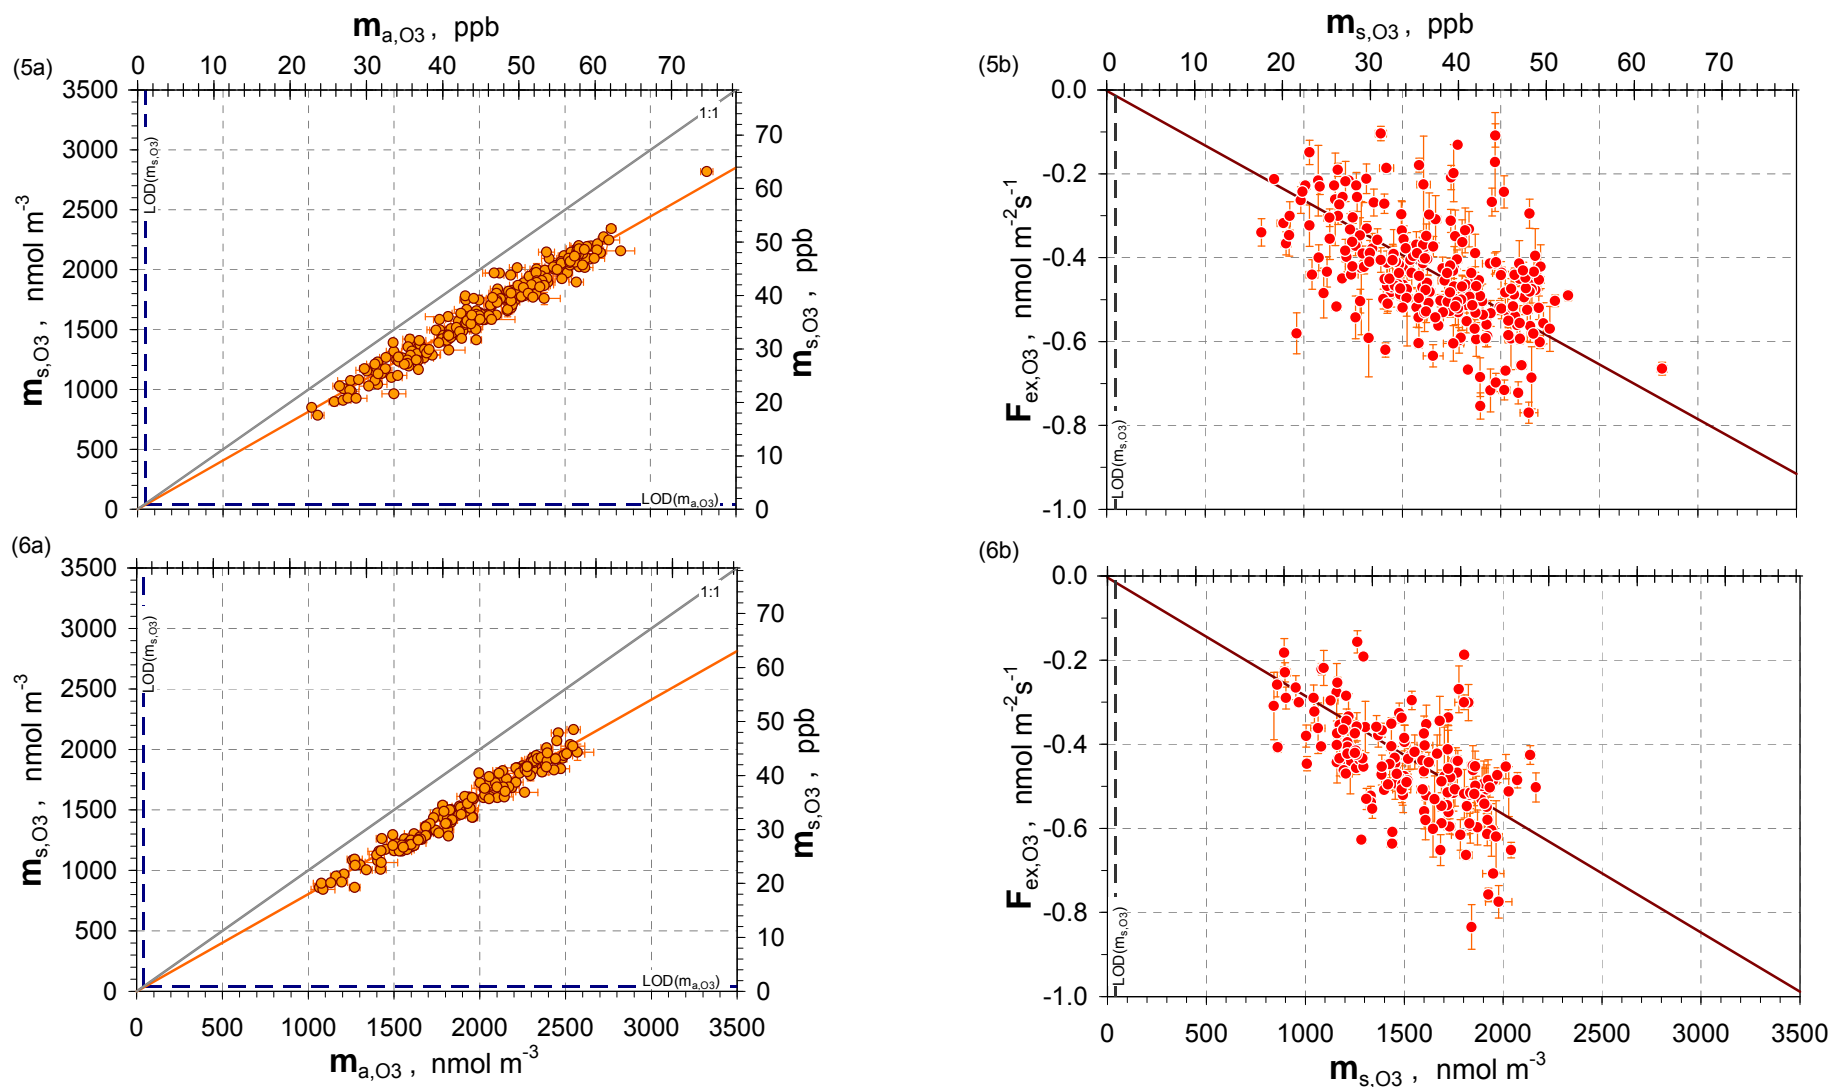 m a,O3 , ppb
m s,O3 , ppb
(5a)
0 10 20 30 40 50 60 70
(5b)
0 10 20 30 40 50 60 70
3500
3000
2500
2000
1500
1000
500
0
m s,O3 , nmol m-3
LOD(m s,O3)
1:1
LOD(m a,O3)
70
60
50
40
30
20
10
0
m s,O3 , ppb
0.0
-0.2
-0.4
-0.6
-0.8
-1.0
F ex,O3 , nmol m-2s-1
LOD(m s,O3)
(6a)
3500
3000
2500
2000
1500
1000
500
0
m s,O3 , nmol m-3
LOD(m s,O3)
1:1
LOD(m a,O3)
70
60
50
40
30
20
10
0
m s,O3 , ppb
0 500 1000 1500 2000 2500 3000 3500
m a,O3 , nmol m-3
(6b)
0.0
-0.2
-0.4
-0.6
-0.8
-1.0
F ex,O3 , nmol m-2s-1
LOD(m s,O3)
0 500 1000 1500 2000 2500 3000 3500
m s,O3 , nmol m-3